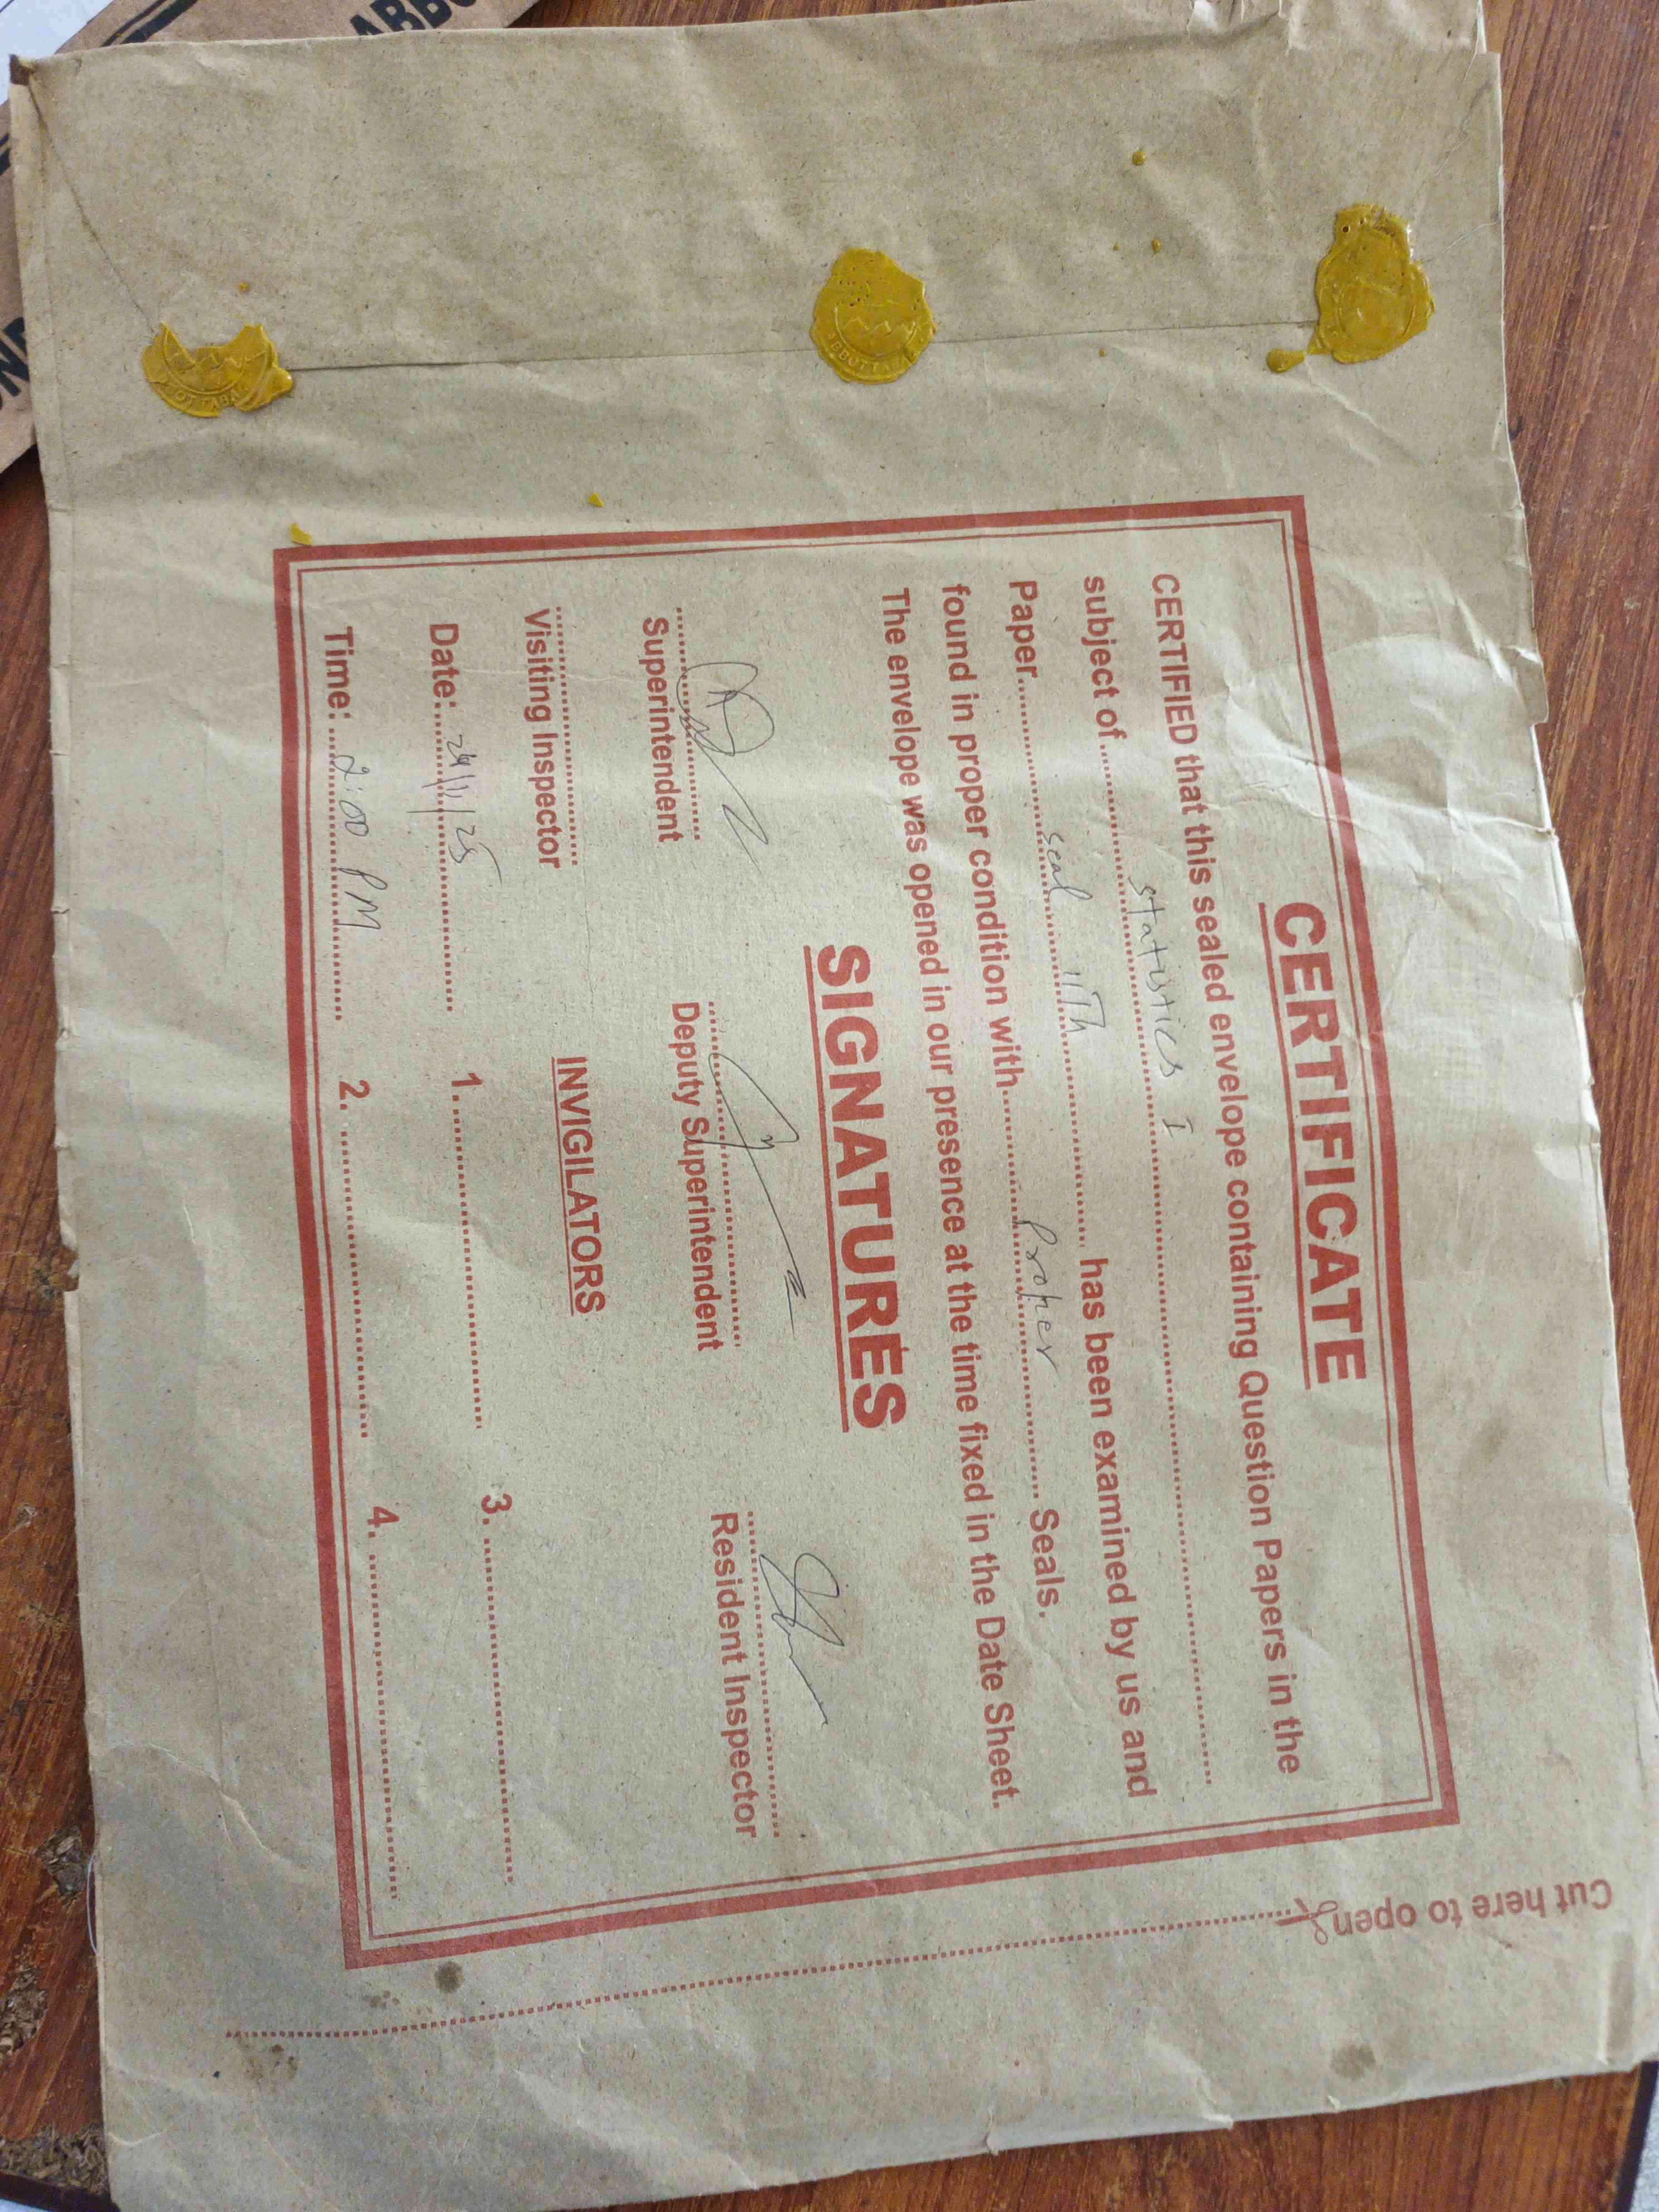 CERTIFICATE
CERTIFIED that this sealed envelope containing Question Papers in the
subject of.......... statistics I ..........
Paper.......... seal 11Th .......... has been examined by us and
found in proper condition with.......... Proper .......... Seals.
The envelope was opened in our presence at the time fixed in the Date Sheet.
SIGNATURES
Superintendent Deputy Superintendent Resident Inspector
Visiting Inspector
INVIGILATORS
Date: 24/11/25 1. .......... 3. ..........
Time: 2:00 PM 2. .......... 4. ..........
Cut here to open
BBOTTA
OTTABA
ABBO